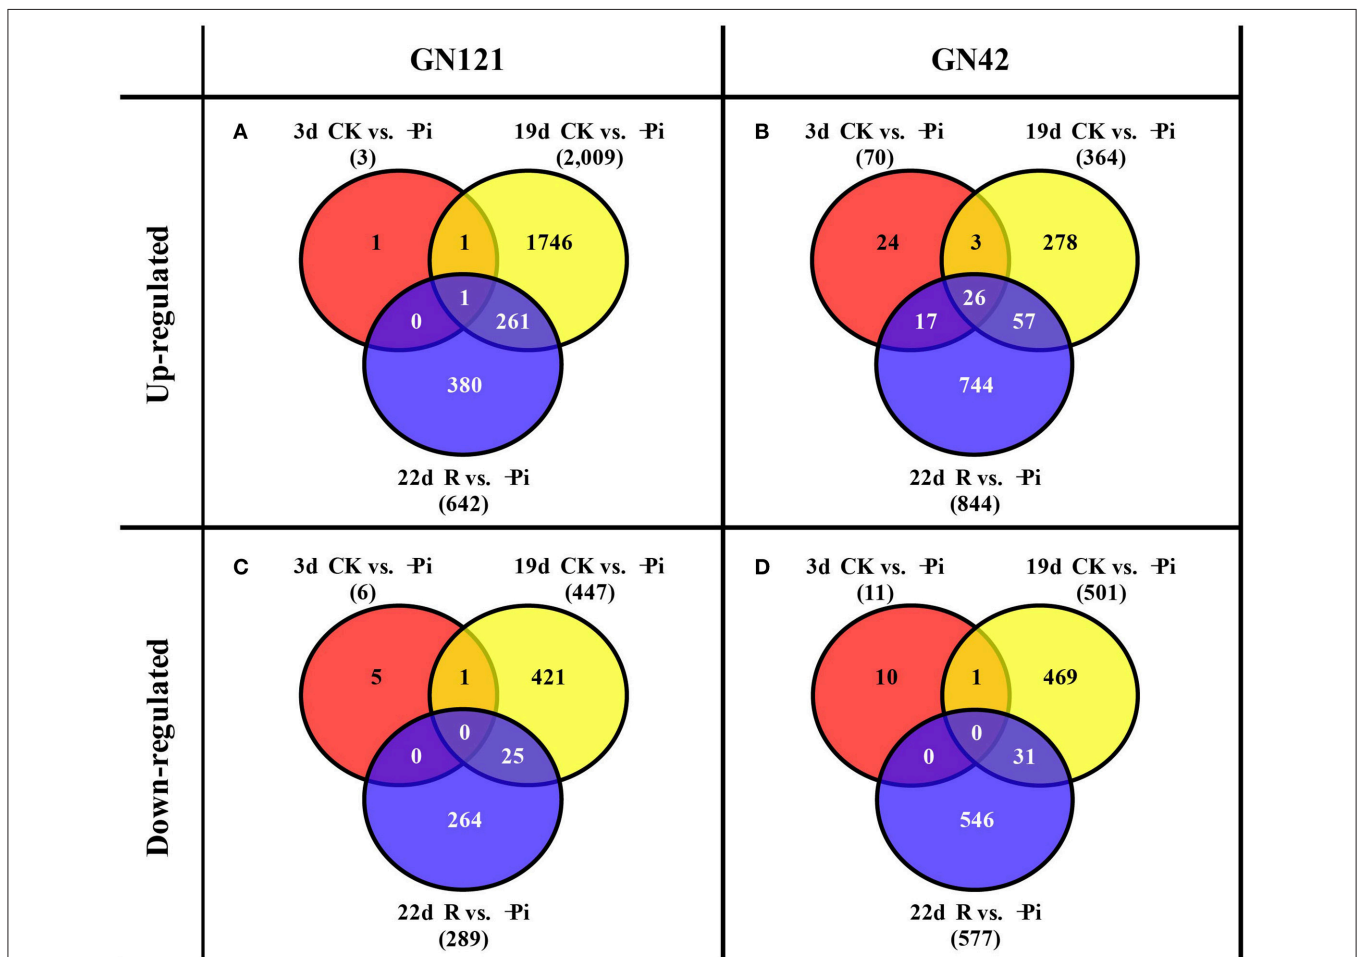 GN121
GN42
Up-regulated
A
3d CK vs. -Pi
(3)
19d CK vs. -Pi
(2,009)
1
1
1746
1
0
261
380
22d R vs. -Pi
(642)
B
3d CK vs. -Pi
(70)
19d CK vs. -Pi
(364)
24
3
278
26
17
57
744
22d R vs. -Pi
(844)
Down-regulated
C
3d CK vs. -Pi
(6)
19d CK vs. -Pi
(447)
5
1
421
0
0
25
264
22d R vs. -Pi
(289)
D
3d CK vs. -Pi
(11)
19d CK vs. -Pi
(501)
10
1
469
0
0
31
546
22d R vs. -Pi
(577)